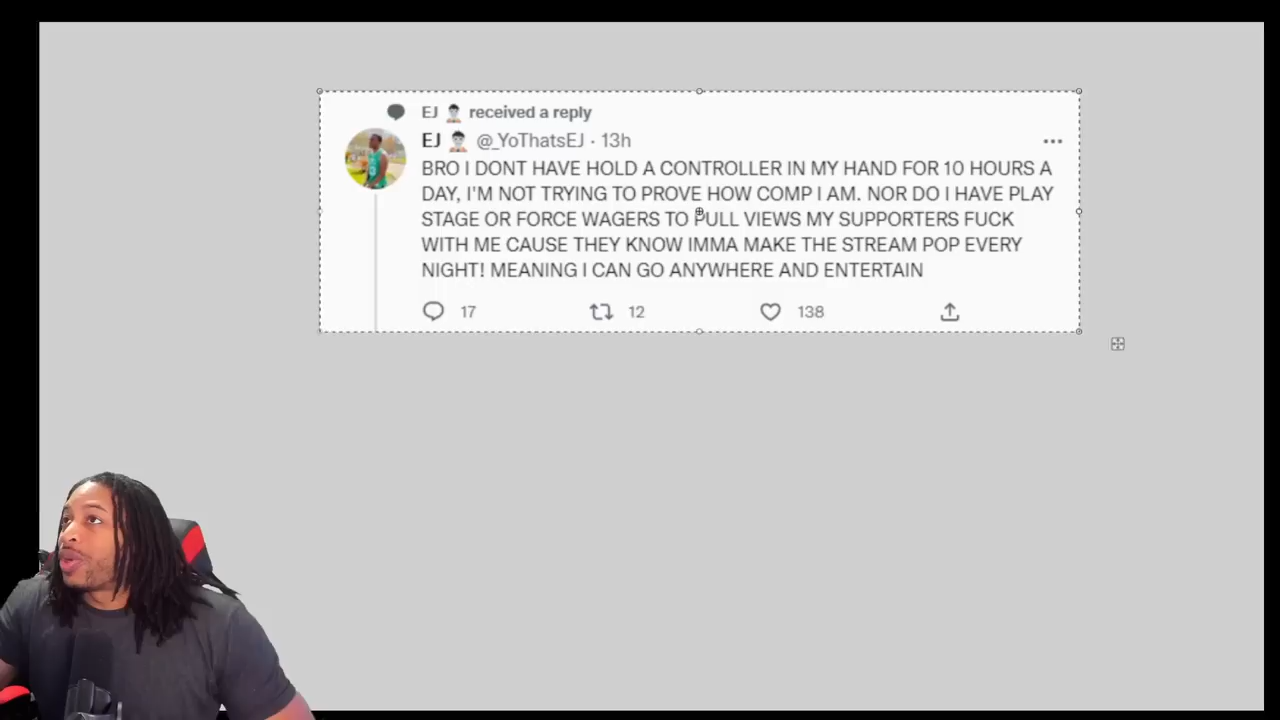 EJ received a reply
EJ @_YoThatsEJ · 13h
BRO I DONT HAVE HOLD A CONTROLLER IN MY HAND FOR 10 HOURS A
DAY, I'M NOT TRYING TO PROVE HOW COMP I AM. NOR DO I HAVE PLAY
STAGE OR FORCE WAGERS TO PULL VIEWS MY SUPPORTERS FUCK
WITH ME CAUSE THEY KNOW IMMA MAKE THE STREAM POP EVERY
NIGHT! MEANING I CAN GO ANYWHERE AND ENTERTAIN
17 12 138